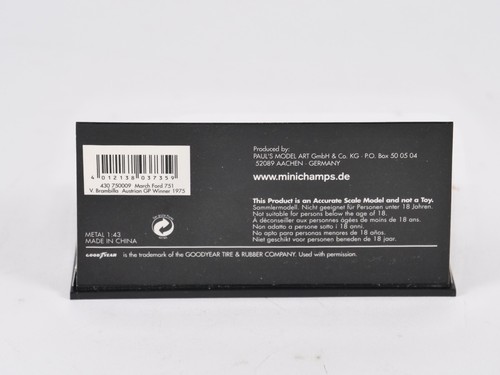 4 012138 037359
430 750009 March Ford 751
V. Brambilla Austrian GP Winner 1975
METAL 1:43
MADE IN CHINA
Produced by:
PAUL'S MODEL ART GmbH & Co. KG · P.O. Box 50 05 04
52089 AACHEN · GERMANY
www.minichamps.de
This Product is an Accurate Scale Model and not a Toy.
Sammlermodell. Nicht geeignet für Personen unter 18 Jahren.
Not suitable for persons below the age of 18.
À déconseiller aux personnes âgées de moins de 18 ans.
Non adatto a persone sotto i 18 anni.
No apto para personas menores de 18 años.
Niet geschikt voor personen beneden de 18 jaar.
GOODYEAR is the trademark of the GOODYEAR TIRE & RUBBER COMPANY. Used with permission.